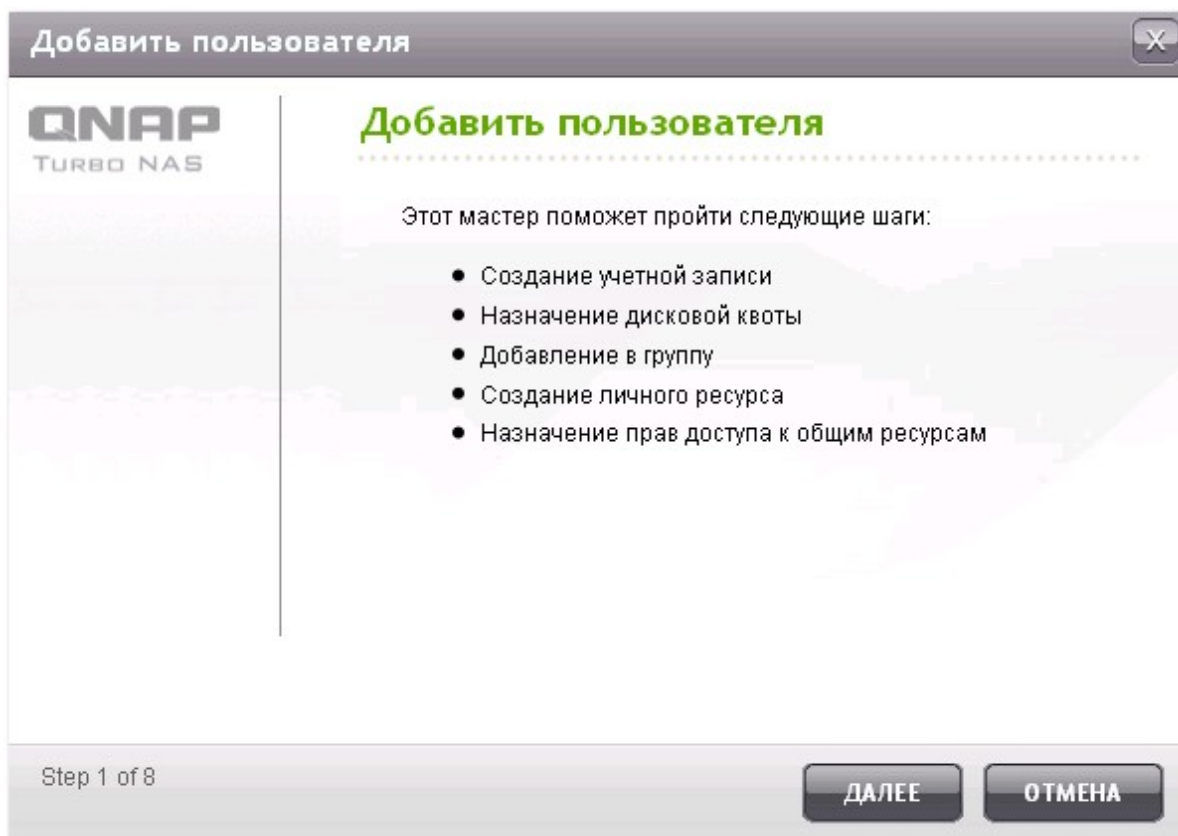 Добавить пользователя
X
QNAP
TURBO NAS
Добавить пользователя
Этот мастер поможет пройти следующие шаги:
• Создание учетной записи
• Назначение дисковой квоты
• Добавление в группу
• Создание личного ресурса
• Назначение прав доступа к общим ресурсам
Step 1 of 8
ДАЛЕЕ
ОТМЕНА